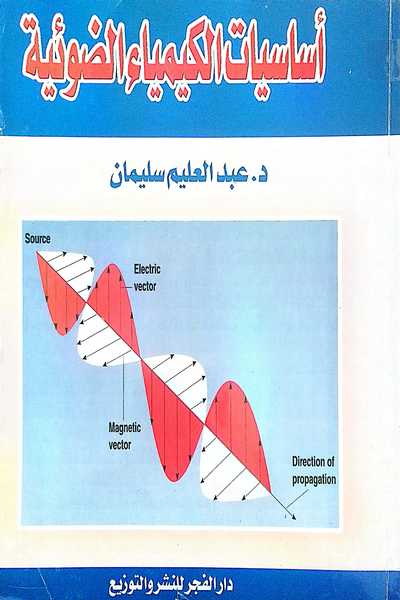 أساسيات الكيمياء الضوئية
د. عبد العليم سليمان
Source
Electric
vector
Magnetic
vector
Direction of
propagation
دار الفجر للنشر والتوزيع